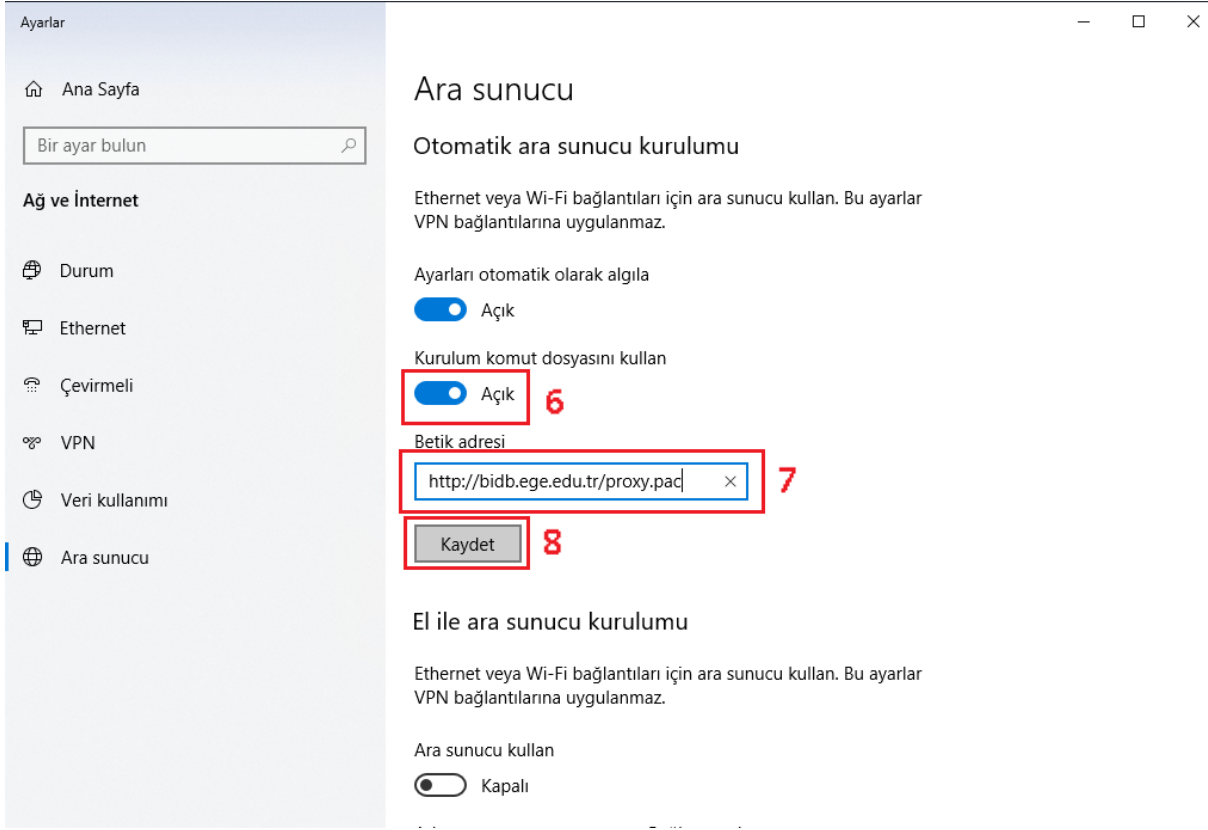 Ayarlar
Ana Sayfa
Bir ayar bulun
Ağ ve İnternet
Durum
Ethernet
Çevirmeli
VPN
Veri kullanımı
Ara sunucu
Ara sunucu
Otomatik ara sunucu kurulumu
Ethernet veya Wi-Fi bağlantıları için ara sunucu kullan. Bu ayarlar
VPN bağlantılarına uygulanmaz.
Ayarları otomatik olarak algıla
Açık
Kurulum komut dosyasını kullan
Açık
6
Betik adresi
http://bidb.ege.edu.tr/proxy.pac
7
Kaydet
8
El ile ara sunucu kurulumu
Ethernet veya Wi-Fi bağlantıları için ara sunucu kullan. Bu ayarlar
VPN bağlantılarına uygulanmaz.
Ara sunucu kullan
Kapalı